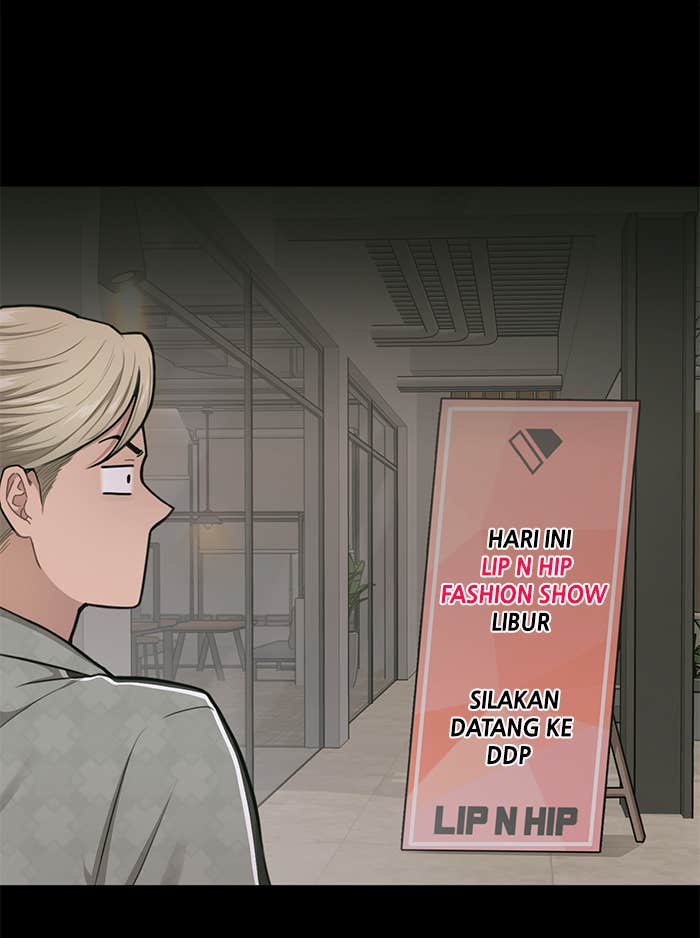 HARI INI
LIP N HIP
FASHION SHOW
LIBUR
SILAKAN
DATANG KE
DDP
LIP N HIP